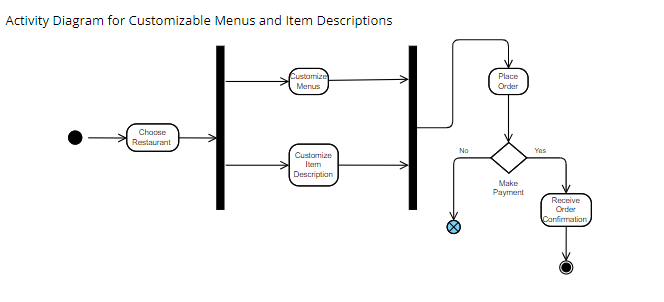 Activity Diagram for Customizable Menus and Item Descriptions
Choose
Restaurant
Customize
Menus
Customize
Item
Description
Place
Order
No
Yes
Make
Payment
Receive
Order
Confirmation